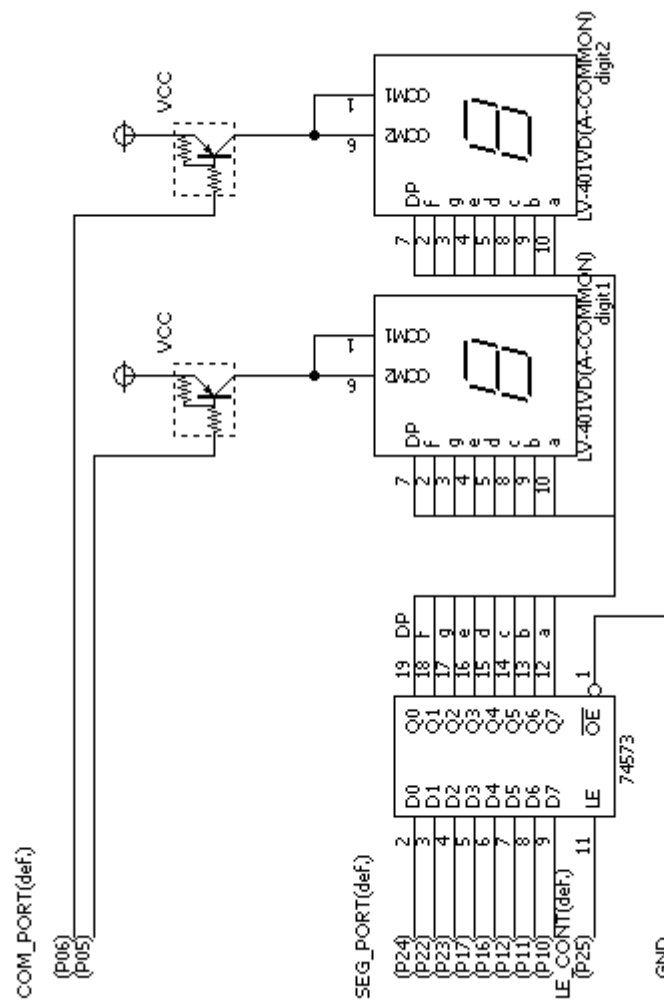 COM_PORT(def.)
(P06)
(P05)
VCC
VCC
SEG_PORT(def.)
(P24)
(P22)
(P23)
(P17)
(P16)
(P12)
(P11)
(P10)
LE_CONT(def.)
(P25)
GND
2 D0 Q0 19 DP
3 D1 Q1 18 f
4 D2 Q2 17 g
5 D3 Q3 16 e
6 D4 Q4 15 d
7 D5 Q5 14 c
8 D6 Q6 13 b
9 D7 Q7 12 a
11 LE OE 1
74573
6 COM2
1 COM1
7 DP
2 f
3 g
4 e
5 d
8 c
9 b
10 a
LV-401VD(A-COMMON)
digit1
6 COM2
1 COM1
7 DP
2 f
3 g
4 e
5 d
8 c
9 b
10 a
LV-401VD(A-COMMON)
digit2